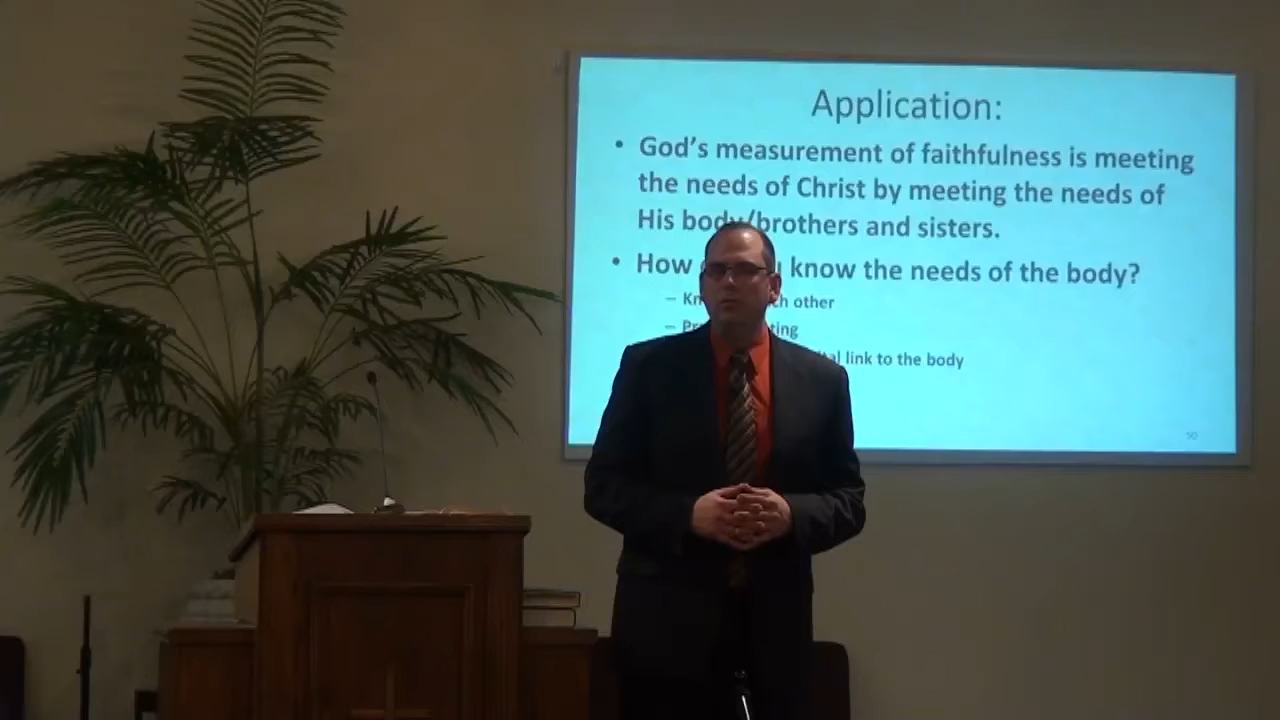 Application:
• God's measurement of faithfulness is meeting
the needs of Christ by meeting the needs of
His body/brothers and sisters.
• How know the needs of the body?
– other
–
link to the body
50